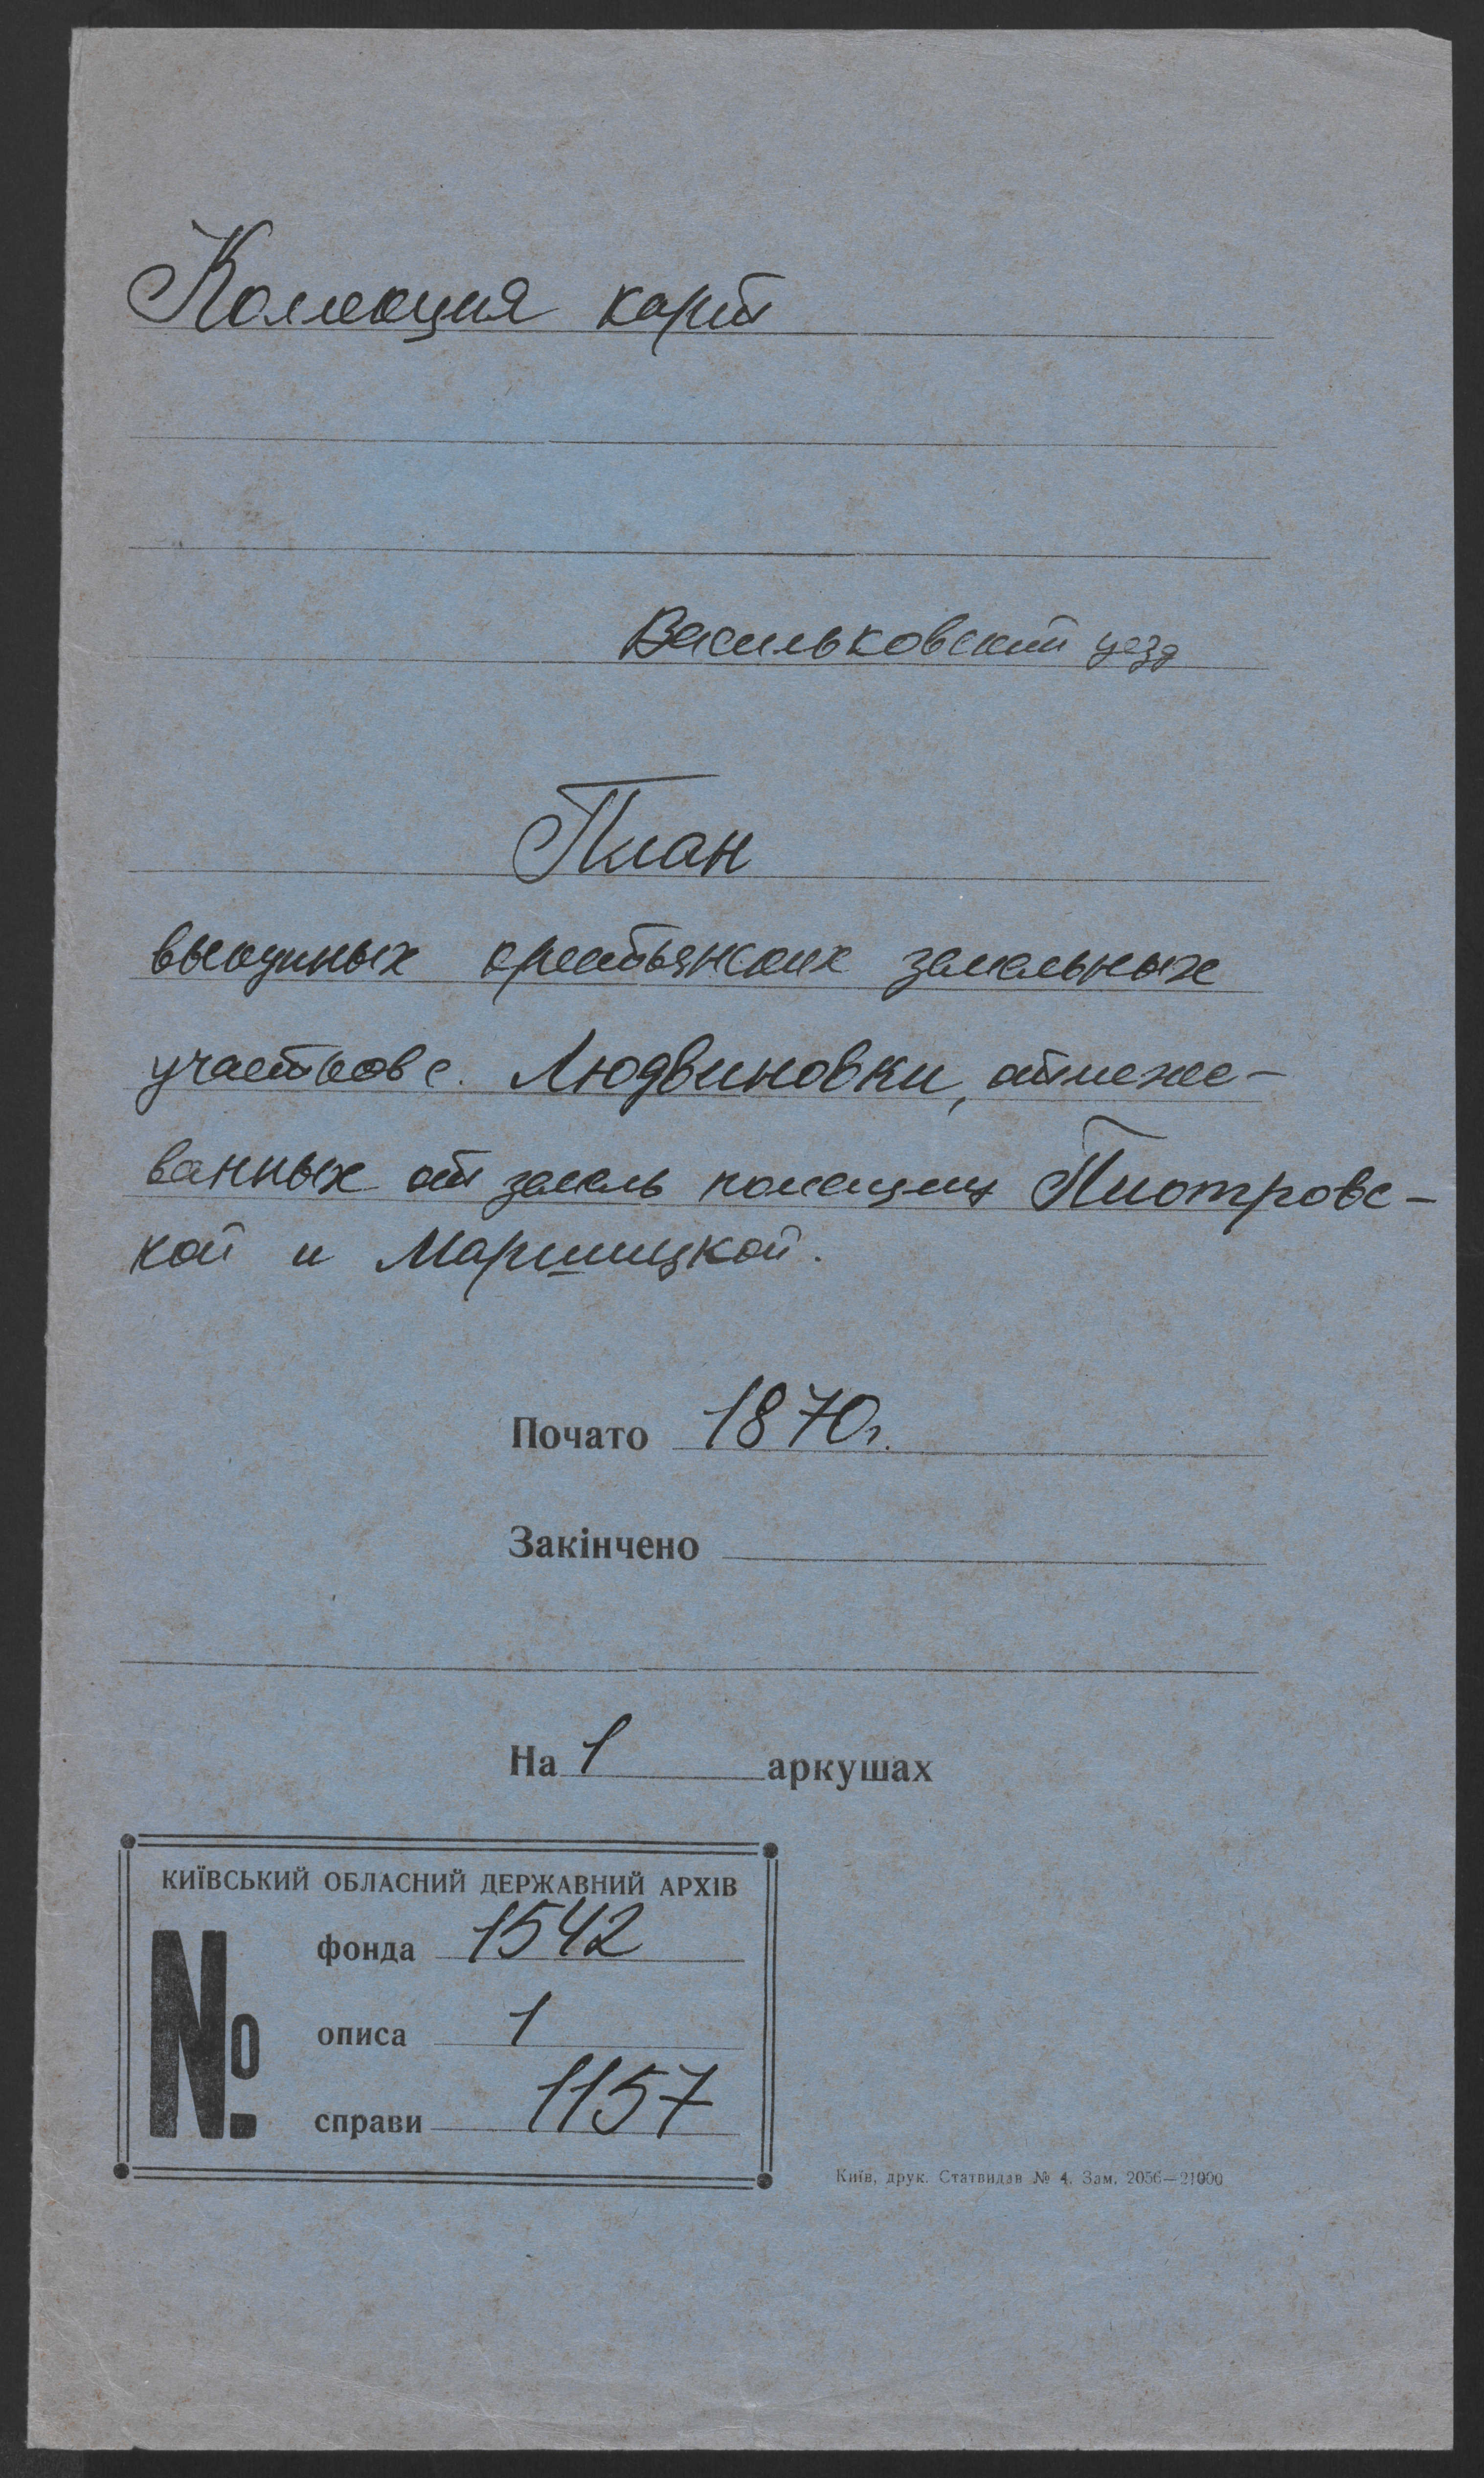 Коллекция карт
Васильковский уезд
План
выкупных крестьянских земельных
участков с. Людвиновки, отмеже-
ванных от земель помещиц Пиотровс-
кой и Маршицкой.
Почато 1870 г.
Закінчено
На 1 аркушах
КИЇВСЬКИЙ ОБЛАСНИЙ ДЕРЖАВНИЙ АРХІВ
№
фонда 1542
описа 1
справи 1157
Київ, друк. Статвидав № 4. Зам. 2056—21000